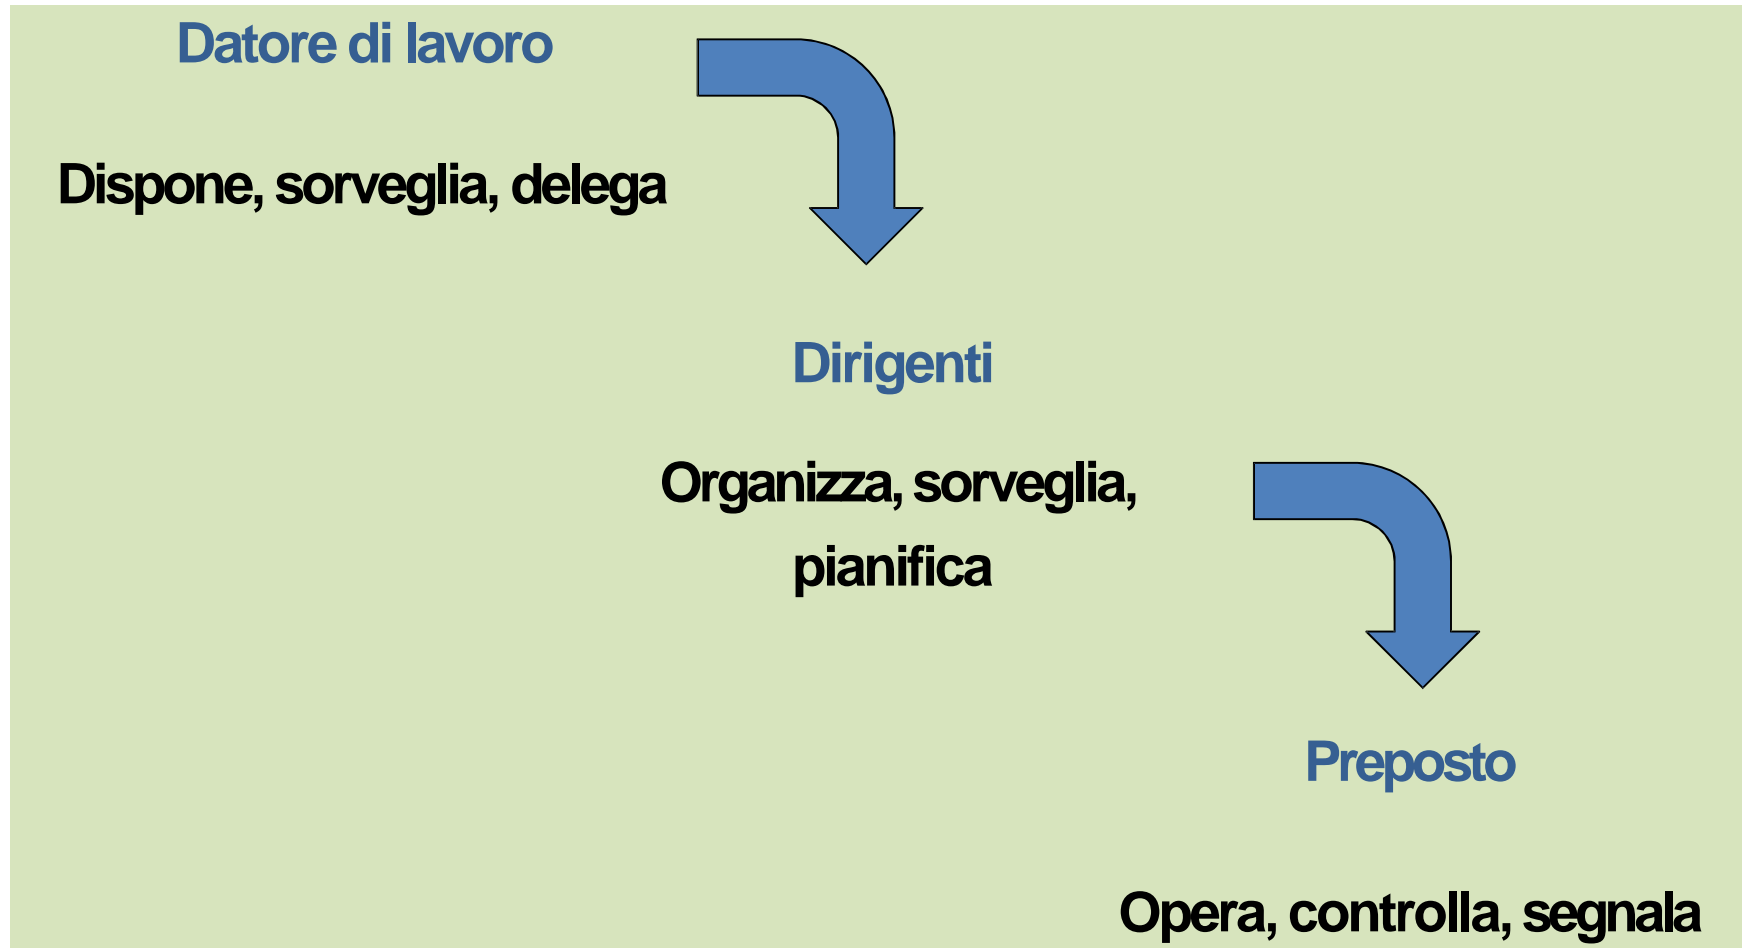 Datore di lavoro
Dispone, sorveglia, delega
Dirigenti
Organizza, sorveglia,
pianifica
Preposto
Opera, controlla, segnala